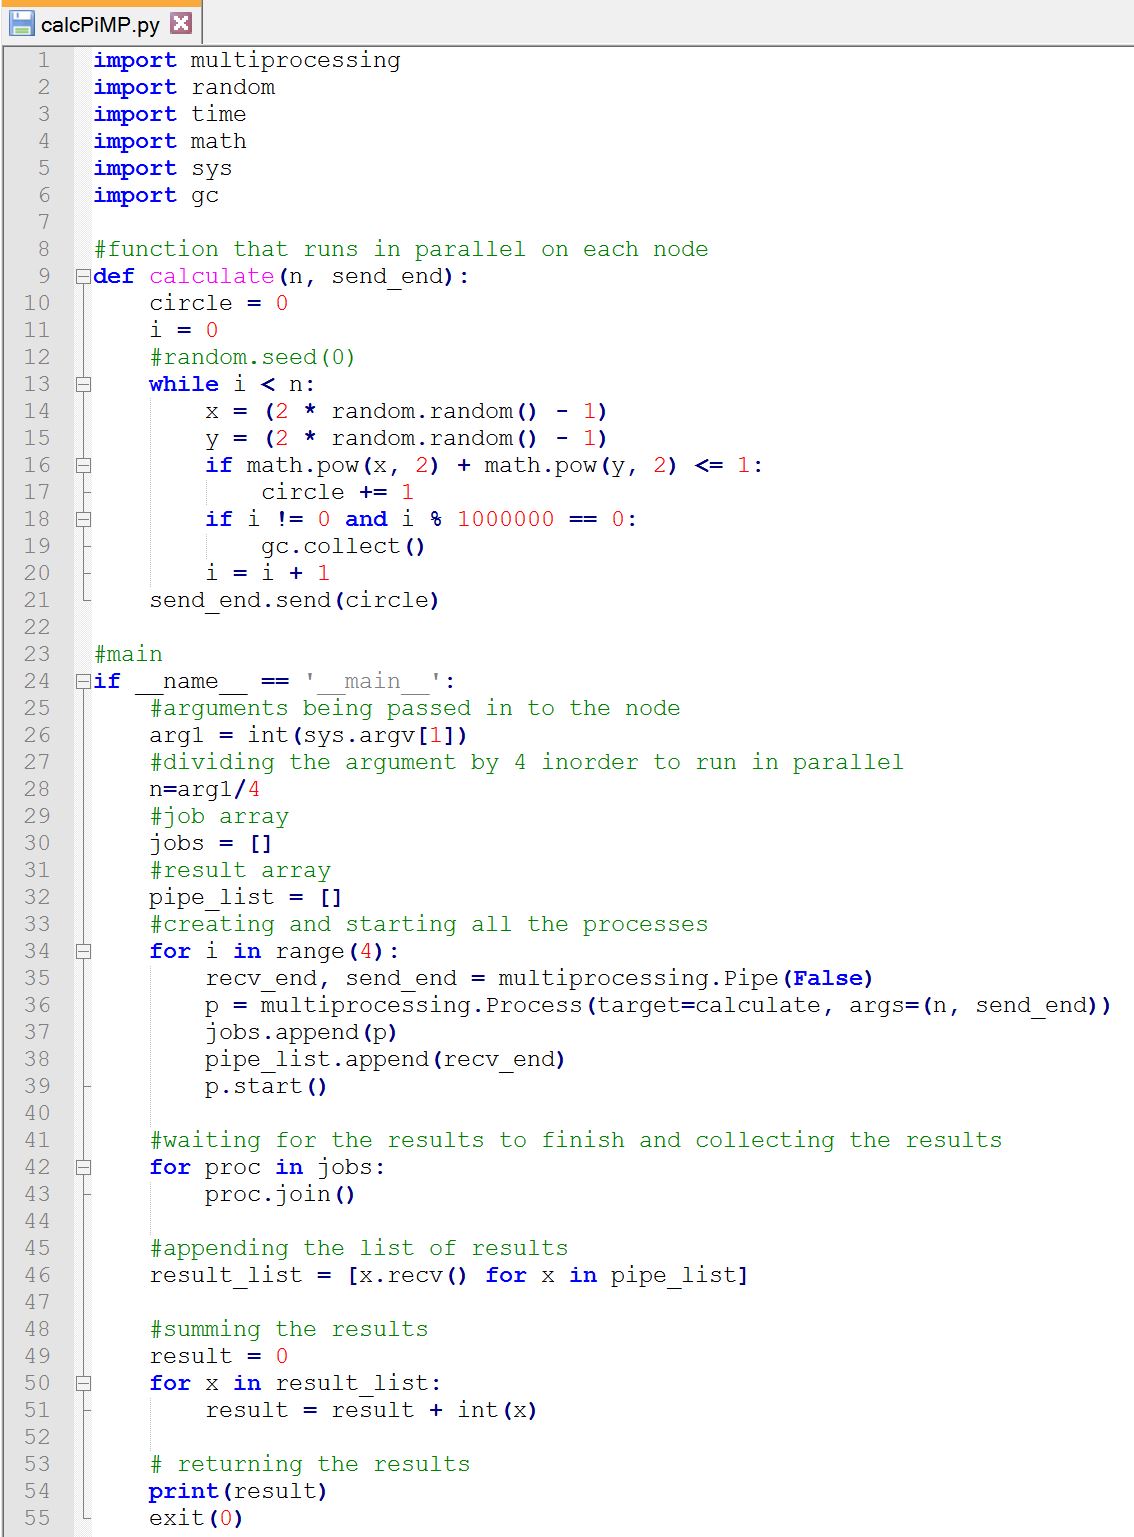 calcPiMP.py
1 import multiprocessing
2 import random
3 import time
4 import math
5 import sys
6 import gc
7
8 #function that runs in parallel on each node
9 def calculate(n, send_end):
10     circle = 0
11     i = 0
12     #random.seed(0)
13     while i < n:
14         x = (2 * random.random() - 1)
15         y = (2 * random.random() - 1)
16         if math.pow(x, 2) + math.pow(y, 2) <= 1:
17             circle += 1
18         if i != 0 and i % 1000000 == 0:
19             gc.collect()
20         i = i + 1
21     send_end.send(circle)
22
23 #main
24 if __name__ == '__main__':
25     #arguments being passed in to the node
26     arg1 = int(sys.argv[1])
27     #dividing the argument by 4 inorder to run in parallel
28     n=arg1/4
29     #job array
30     jobs = []
31     #result array
32     pipe_list = []
33     #creating and starting all the processes
34     for i in range(4):
35         recv_end, send_end = multiprocessing.Pipe(False)
36         p = multiprocessing.Process(target=calculate, args=(n, send_end))
37         jobs.append(p)
38         pipe_list.append(recv_end)
39         p.start()
40
41     #waiting for the results to finish and collecting the results
42     for proc in jobs:
43         proc.join()
44
45     #appending the list of results
46     result_list = [x.recv() for x in pipe_list]
47
48     #summing the results
49     result = 0
50     for x in result_list:
51         result = result + int(x)
52
53     # returning the results
54     print(result)
55     exit(0)